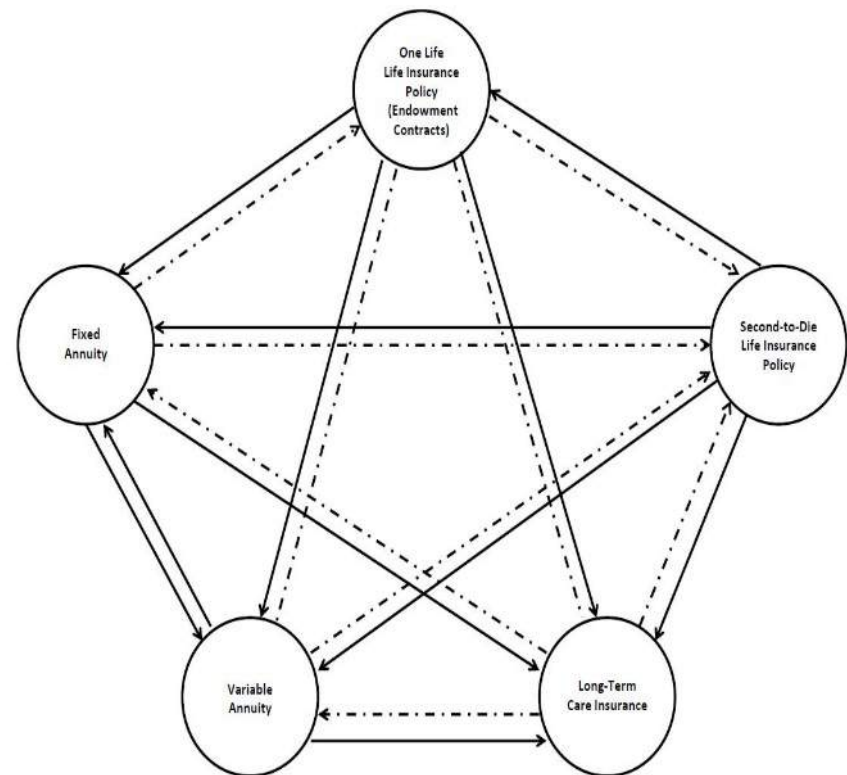 One Life
Life Insurance
Policy
(Endowment
Contracts)
Fixed
Annuity
Second-to-Die
Life Insurance
Policy
Variable
Annuity
Long-Term
Care Insurance